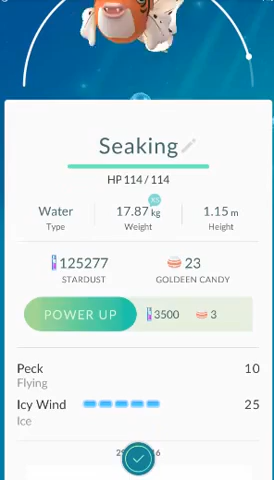 Seaking
HP 114 / 114
XS
Water 17.87 kg 1.15 m
Type Weight Height
125277 23
STARDUST GOLDEEN CANDY
POWER UP 3500 3
Peck 10
Flying
Icy Wind 25
Ice